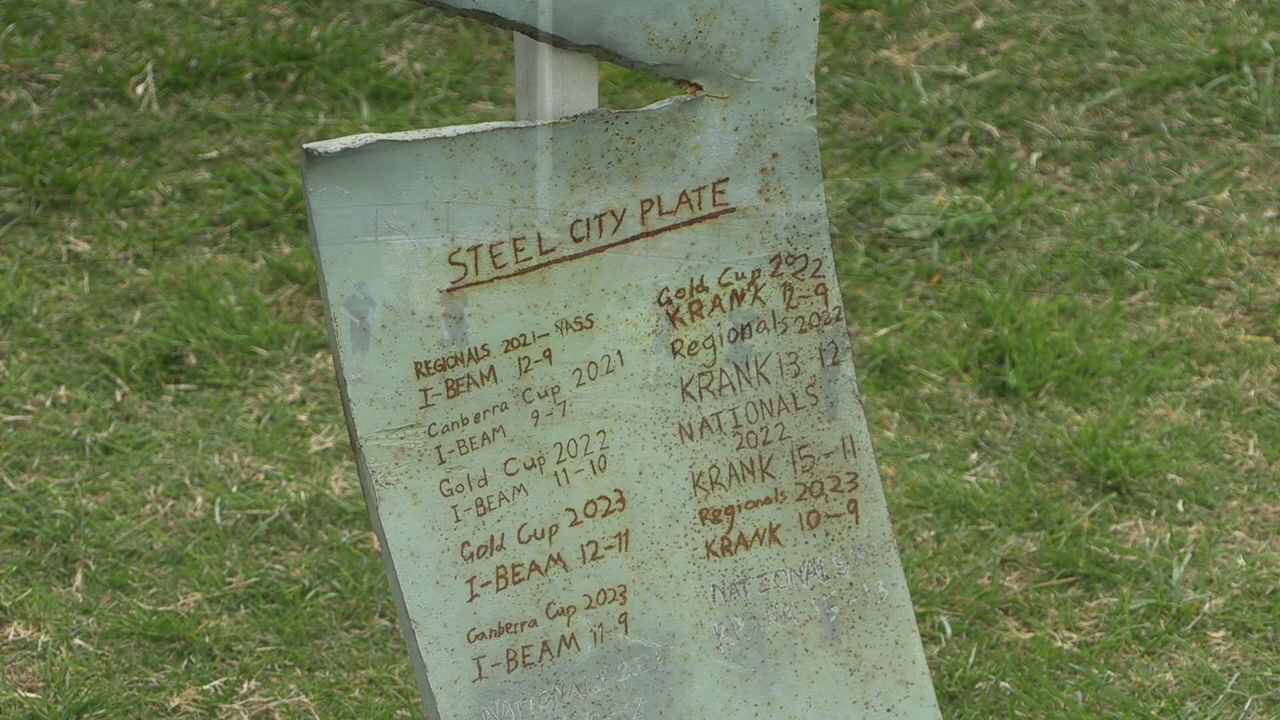 STEEL CITY PLATE
REGIONALS 2021- YASS
I-BEAM 12-9
Canberra Cup 2021
I-BEAM 9-7
Gold Cup 2022
I-BEAM 11-10
Gold Cup 2023
I-BEAM 12-11
Canberra Cup 2023
I-BEAM 11-9
NATIONALS
Gold Cup 2022
KRANK 12-9
Regionals 2022
KRANK 13-12
NATIONALS
2022
KRANK 15-11
Regionals 2023
KRANK 10-9
NATIONALS
KRANK